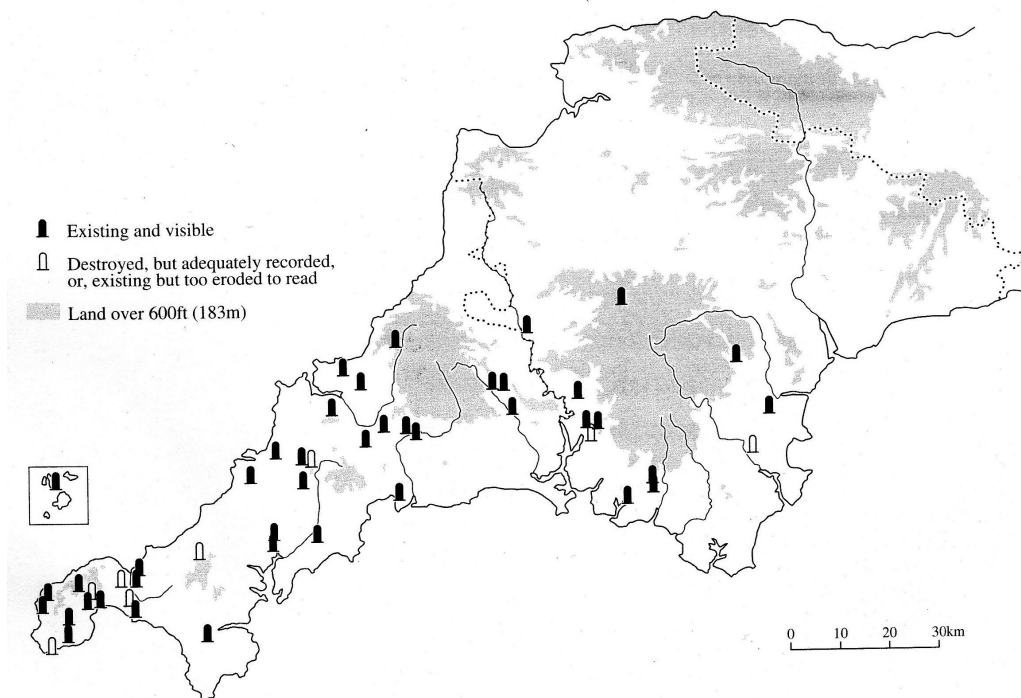 Existing and visible
Destroyed, but adequately recorded,
or, existing but too eroded to read
Land over 600ft (183m)
0 10 20 30km